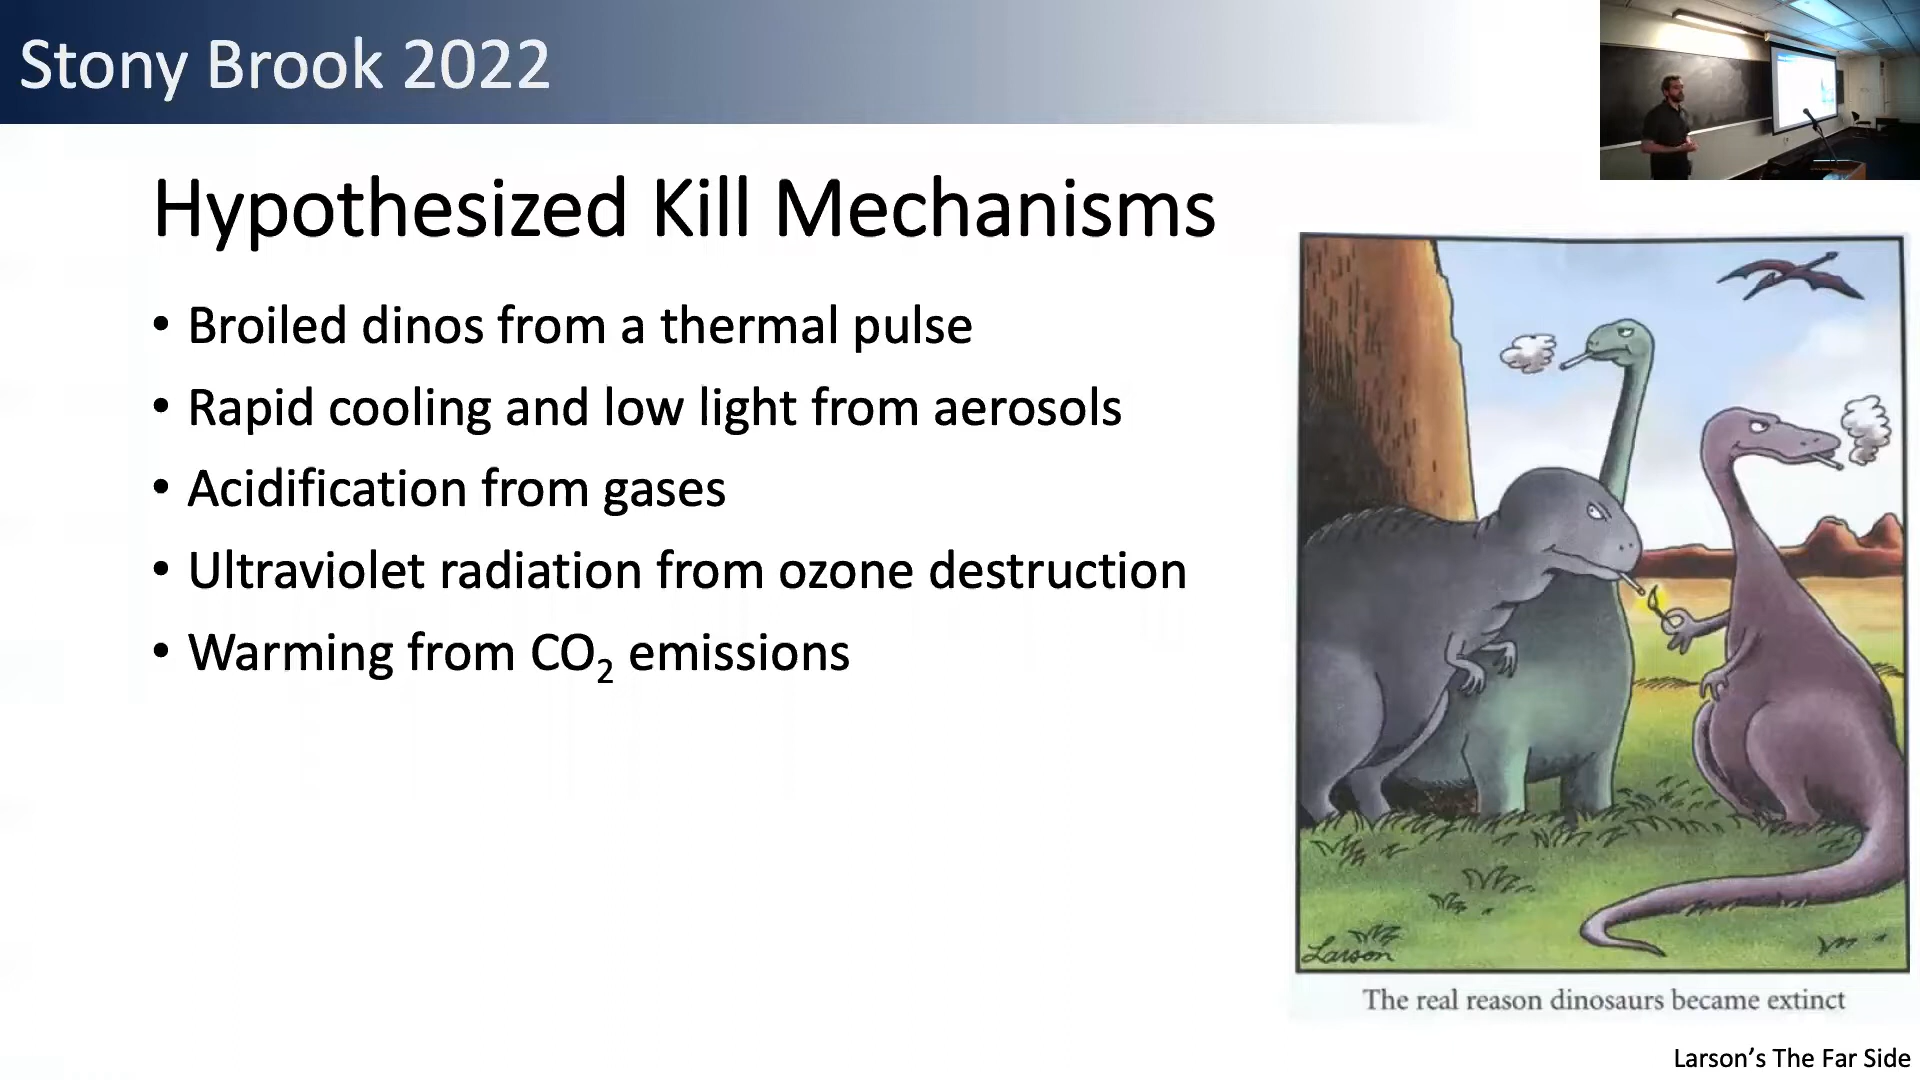 Stony Brook 2022
Hypothesized Kill Mechanisms
• Broiled dinos from a thermal pulse
• Rapid cooling and low light from aerosols
• Acidification from gases
• Ultraviolet radiation from ozone destruction
• Warming from CO₂ emissions
Larson
The real reason dinosaurs became extinct
Larson's The Far Side